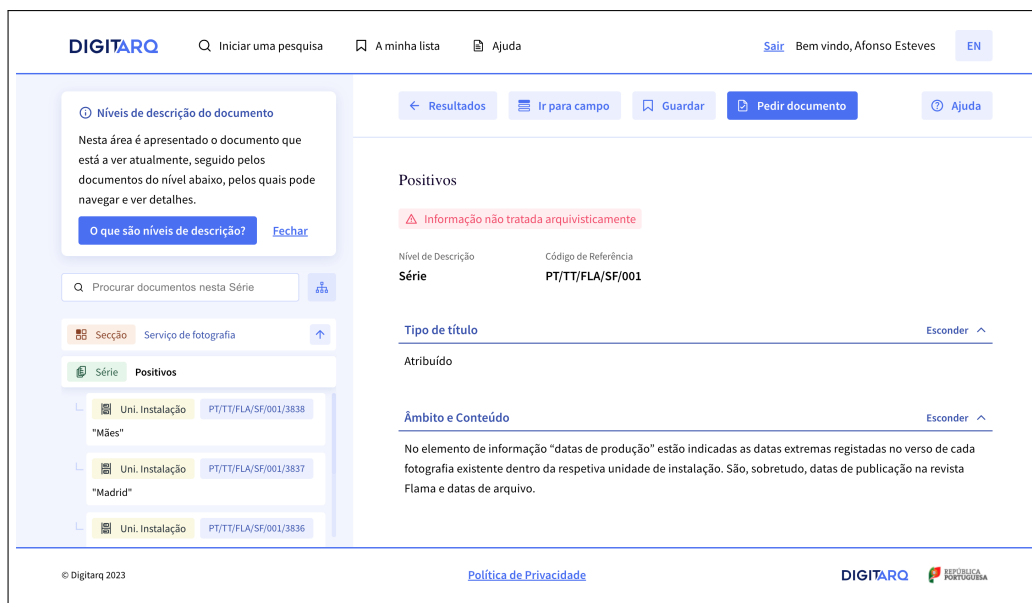 DIGITARQ
Iniciar uma pesquisa
A minha lista
Ajuda
Sair
Bem vindo, Afonso Esteves
EN
Níveis de descrição do documento
Nesta área é apresentado o documento que
está a ver atualmente, seguido pelos
documentos do nível abaixo, pelos quais pode
navegar e ver detalhes.
O que são níveis de descrição?
Fechar
Procurar documentos nesta Série
Secção Serviço de fotografia
Série Positivos
Uni. Instalação PT/TT/FLA/SF/001/3838
"Mães"
Uni. Instalação PT/TT/FLA/SF/001/3837
"Madrid"
Uni. Instalação PT/TT/FLA/SF/001/3836
Resultados
Ir para campo
Guardar
Pedir documento
Ajuda
Positivos
Informação não tratada arquivisticamente
Nível de Descrição
Série
Código de Referência
PT/TT/FLA/SF/001
Tipo de título
Esconder
Atribuído
Âmbito e Conteúdo
Esconder
No elemento de informação “datas de produção” estão indicadas as datas extremas registadas no verso de cada
fotografia existente dentro da respetiva unidade de instalação. São, sobretudo, datas de publicação na revista
Flama e datas de arquivo.
© Digitarq 2023
Política de Privacidade
DIGITARQ
REPÚBLICA
PORTUGUESA